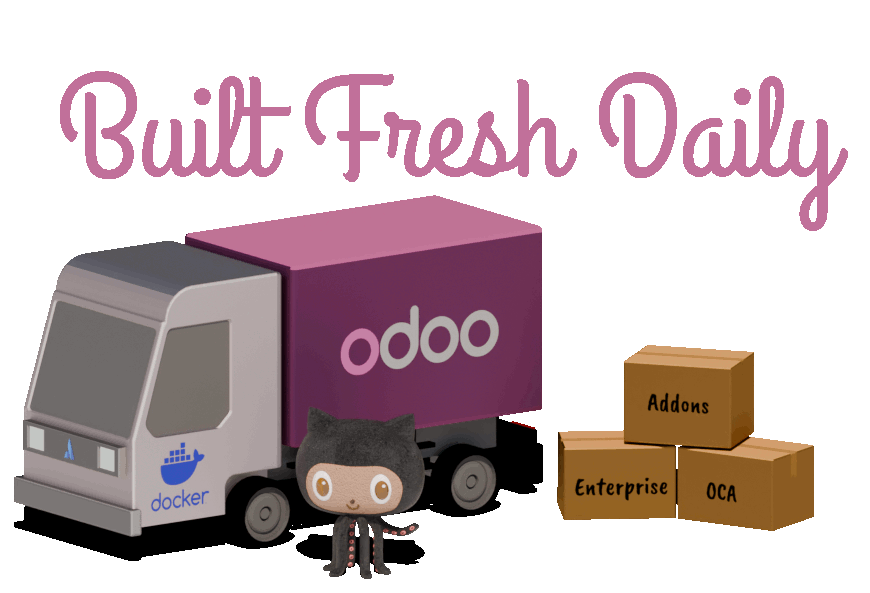 Built Fresh Daily
odoo
docker
Addons
Enterprise
OCA